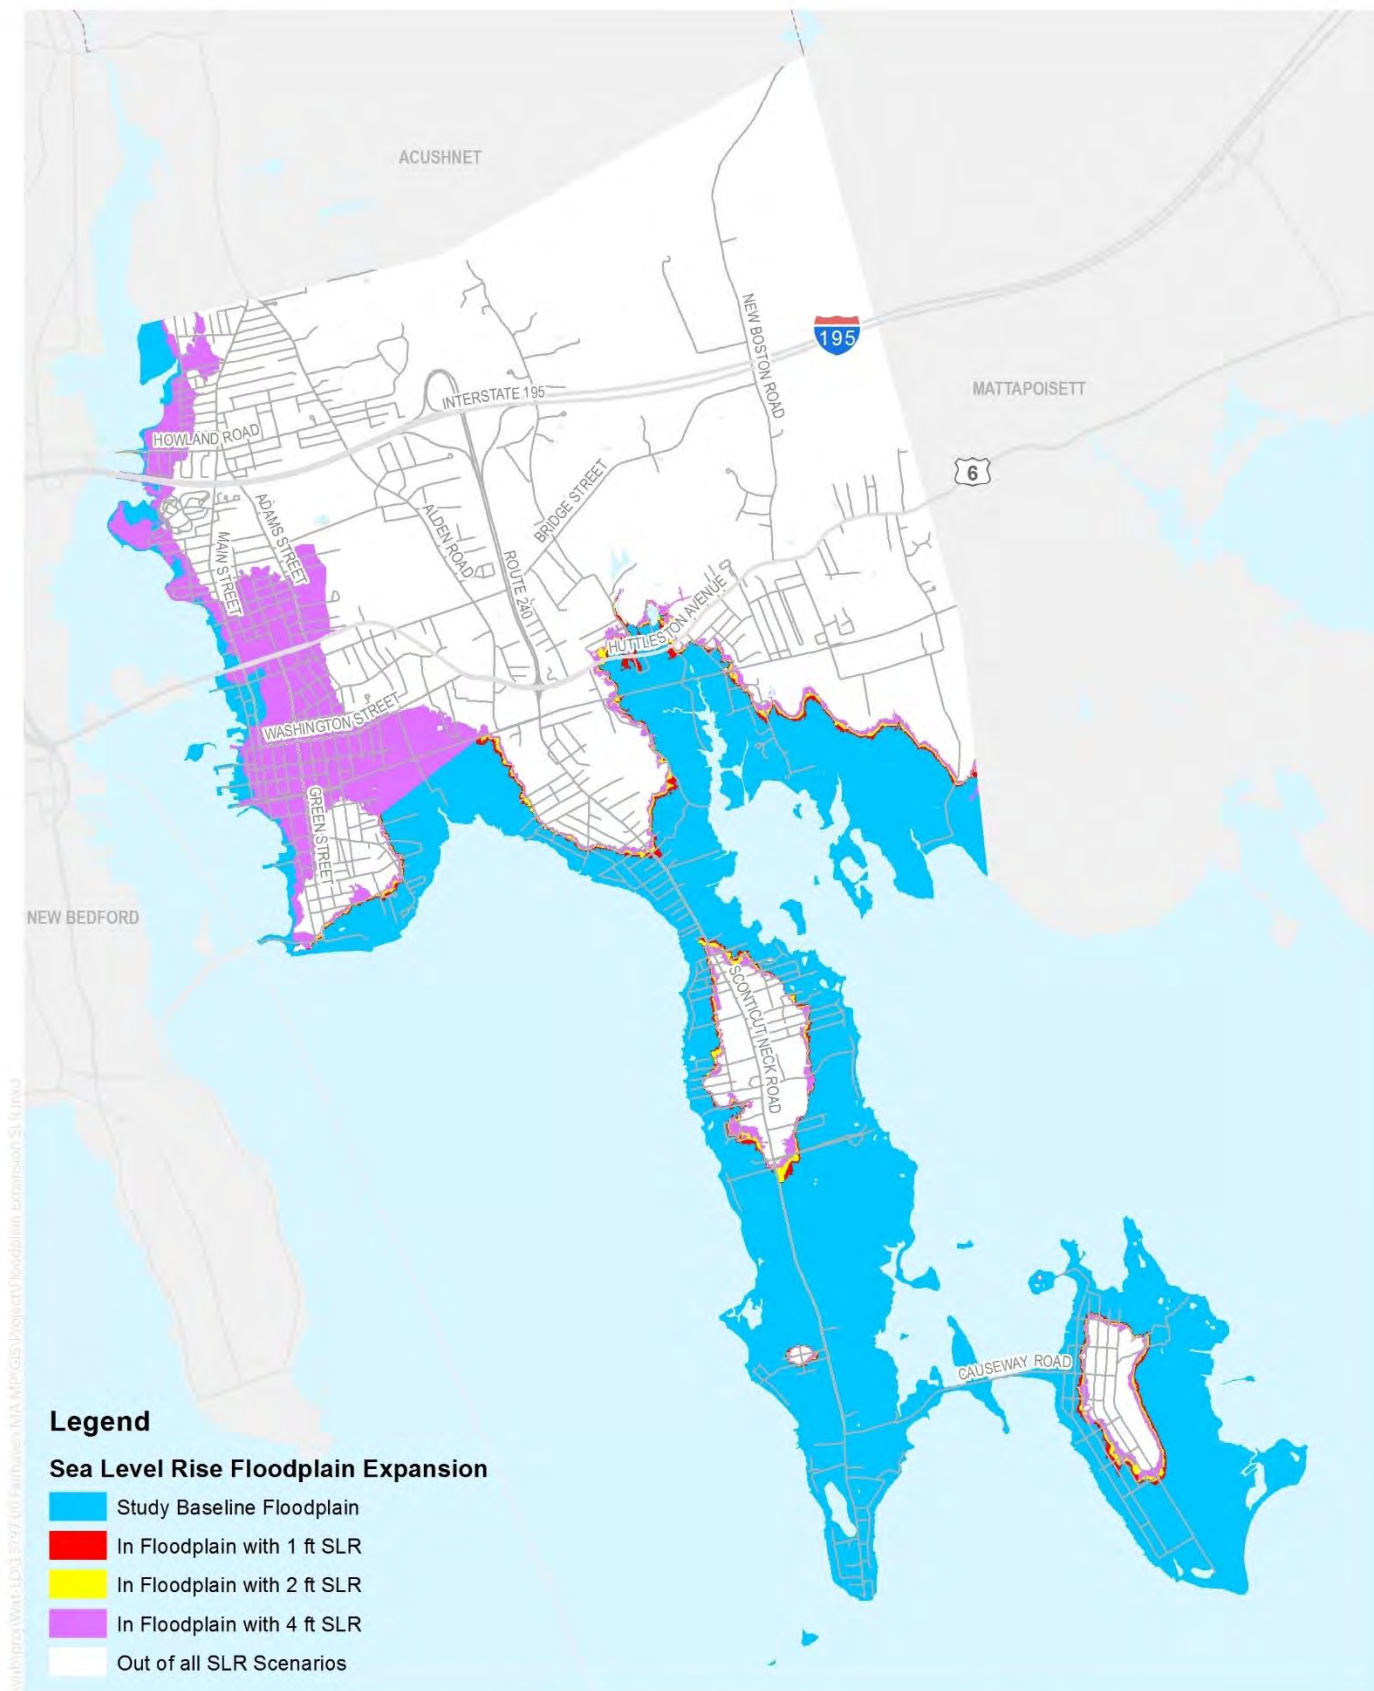 ACUSHNET
NEW BOSTON ROAD
195
INTERSTATE 195
MATTAPOISETT
HOWLAND ROAD
6
ADAMS STREET
ALDEN ROAD
BRIDGE STREET
MAIN STREET
ROUTE 240
HUTTLESTON AVENUE
WASHINGTON STREET
GREEN STREET
NEW BEDFORD
SCONTICUT NECK ROAD
CAUSEWAY ROAD
Legend
Sea Level Rise Floodplain Expansion
Study Baseline Floodplain
In Floodplain with 1 ft SLR
In Floodplain with 2 ft SLR
In Floodplain with 4 ft SLR
Out of all SLR Scenarios